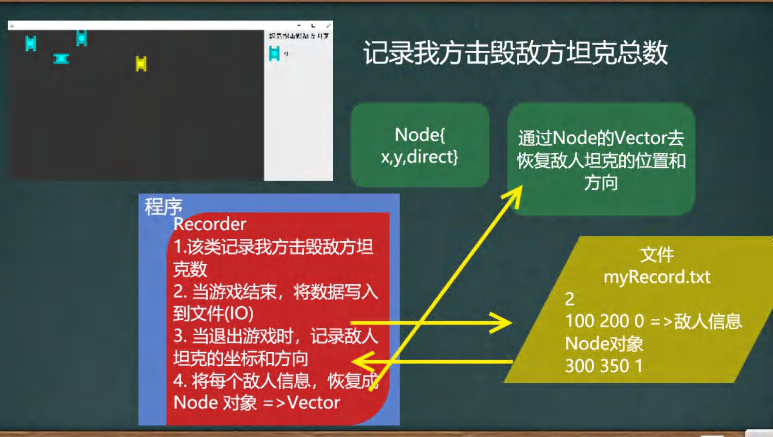 记录我方击毁敌方坦克总数
Node{
x,y,direct}
通过Node的Vector去
恢复敌人坦克的位置和
方向
程序
Recorder
1.该类记录我方击毁敌方坦
克数
2. 当游戏结束，将数据写入
到文件(IO)
3. 当退出游戏时，记录敌人
坦克的坐标和方向
4. 将每个敌人信息，恢复成
Node 对象 =>Vector
文件
myRecord.txt
2
100 200 0 =>敌人信息
Node对象
300 350 1